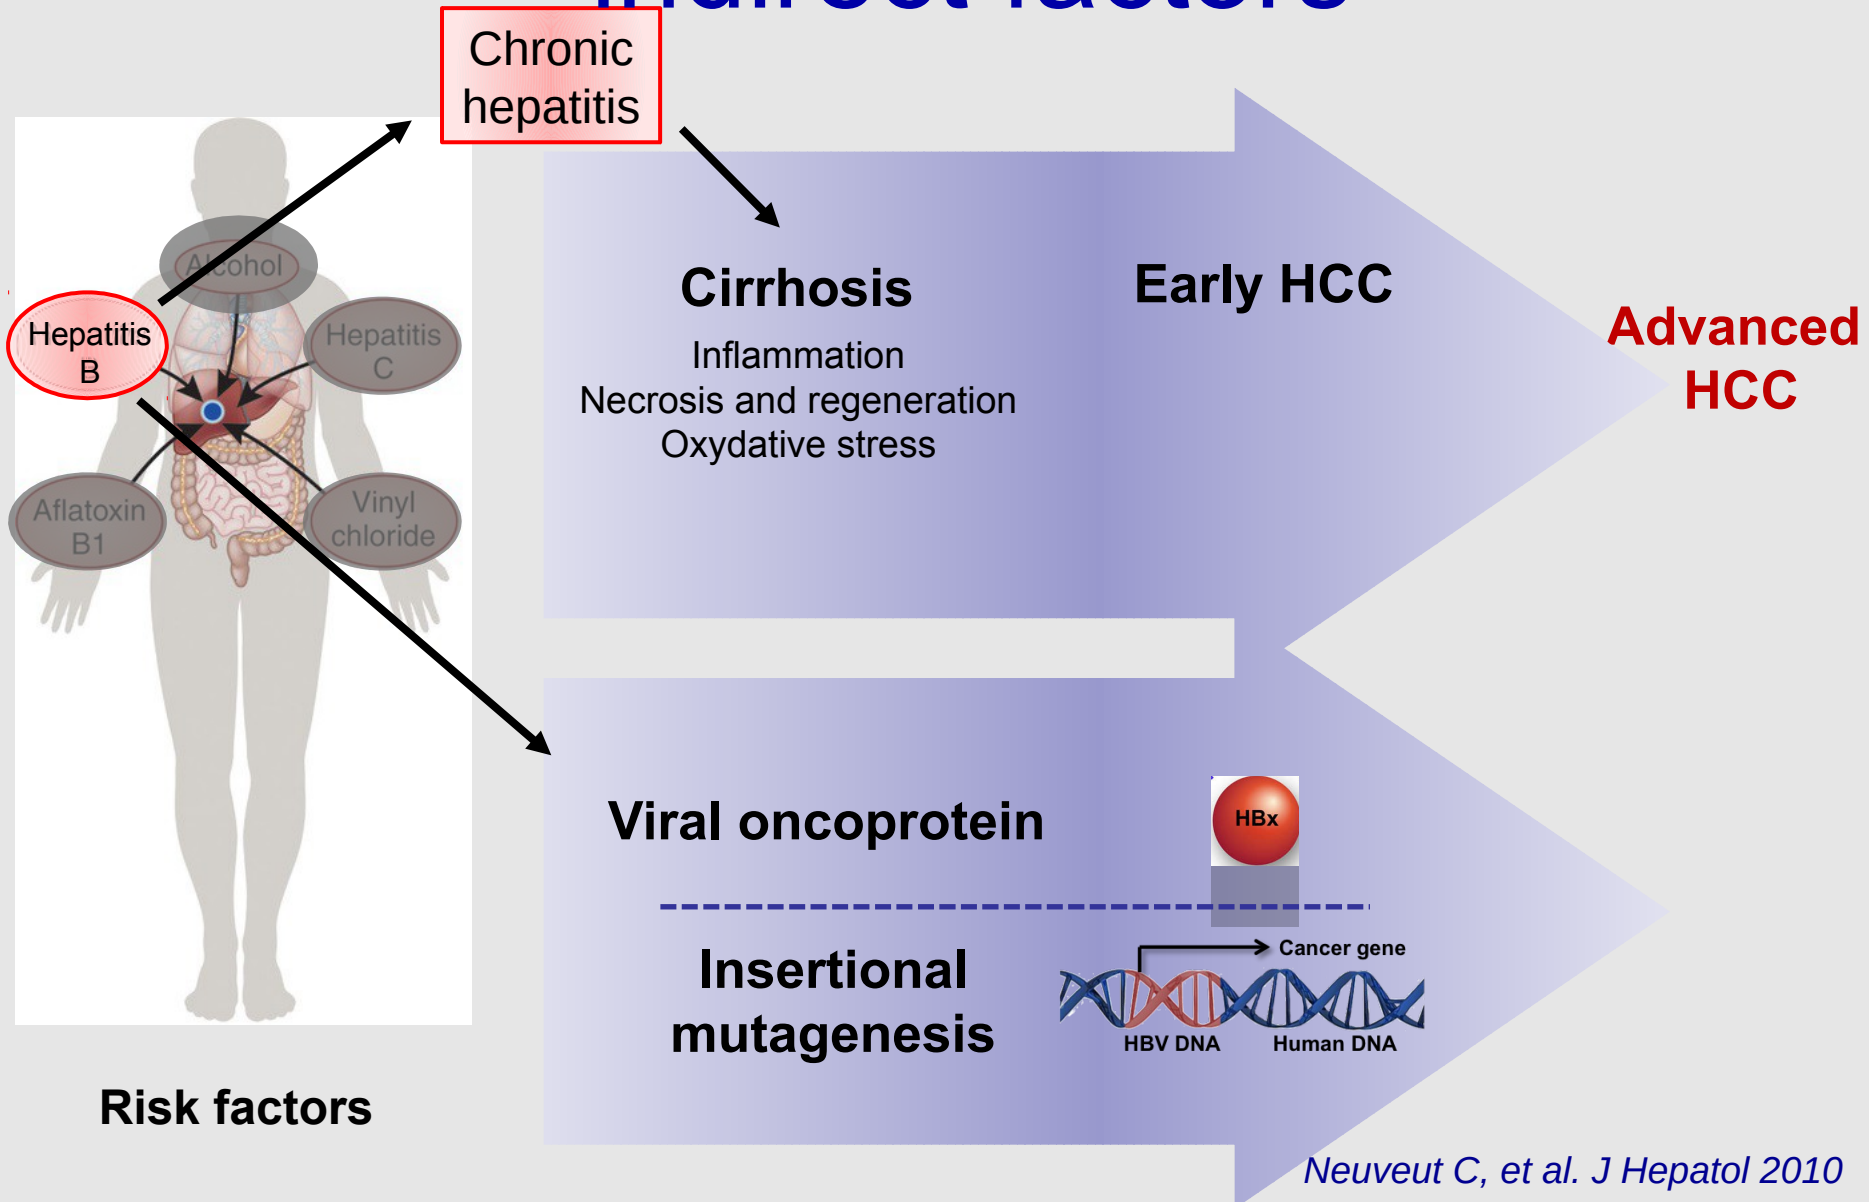 indirect factors
Chronic
hepatitis
Alcohol
Hepatitis
B
Hepatitis
C
Aflatoxin
B1
Vinyl
chloride
Risk factors
Cirrhosis
Inflammation
Necrosis and regeneration
Oxydative stress
Early HCC
Advanced
HCC
Viral oncoprotein
HBx
Insertional
mutagenesis
Cancer gene
HBV DNA
Human DNA
Neuveut C, et al. J Hepatol 2010